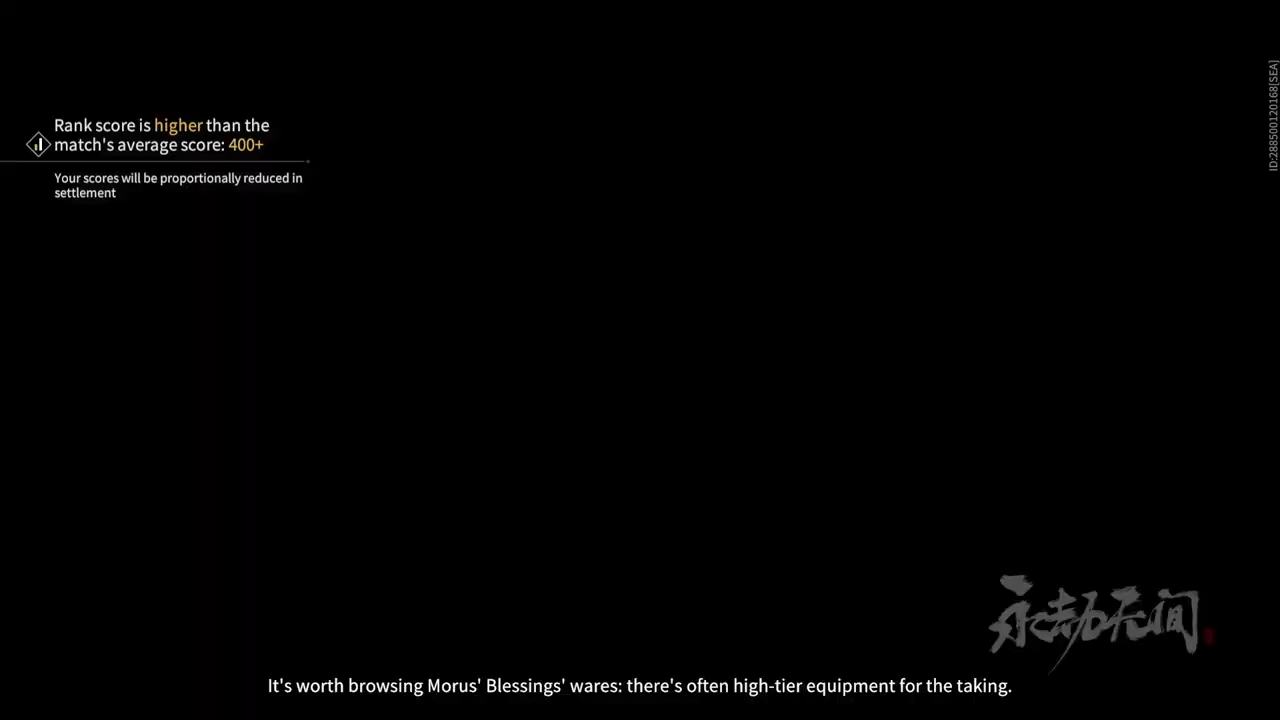 Rank score is higher than the
match's average score: 400+
Your scores will be proportionally reduced in
settlement
ID:288500120168[SEA]
永劫无间
It's worth browsing Morus' Blessings' wares: there's often high-tier equipment for the taking.